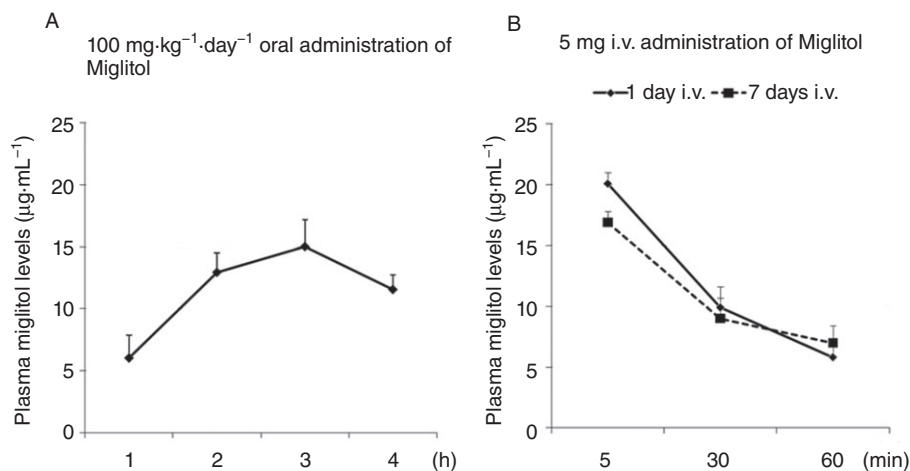 A
100 mg·kg⁻¹·day⁻¹ oral administration of
Miglitol
Plasma miglitol levels (µg·mL⁻¹)
25
20
15
10
5
0
1 2 3 4 (h)
B
5 mg i.v. administration of Miglitol
1 day i.v. 7 days i.v.
Plasma miglitol levels (µg·mL⁻¹)
25
20
15
10
5
0
5 30 60 (min)